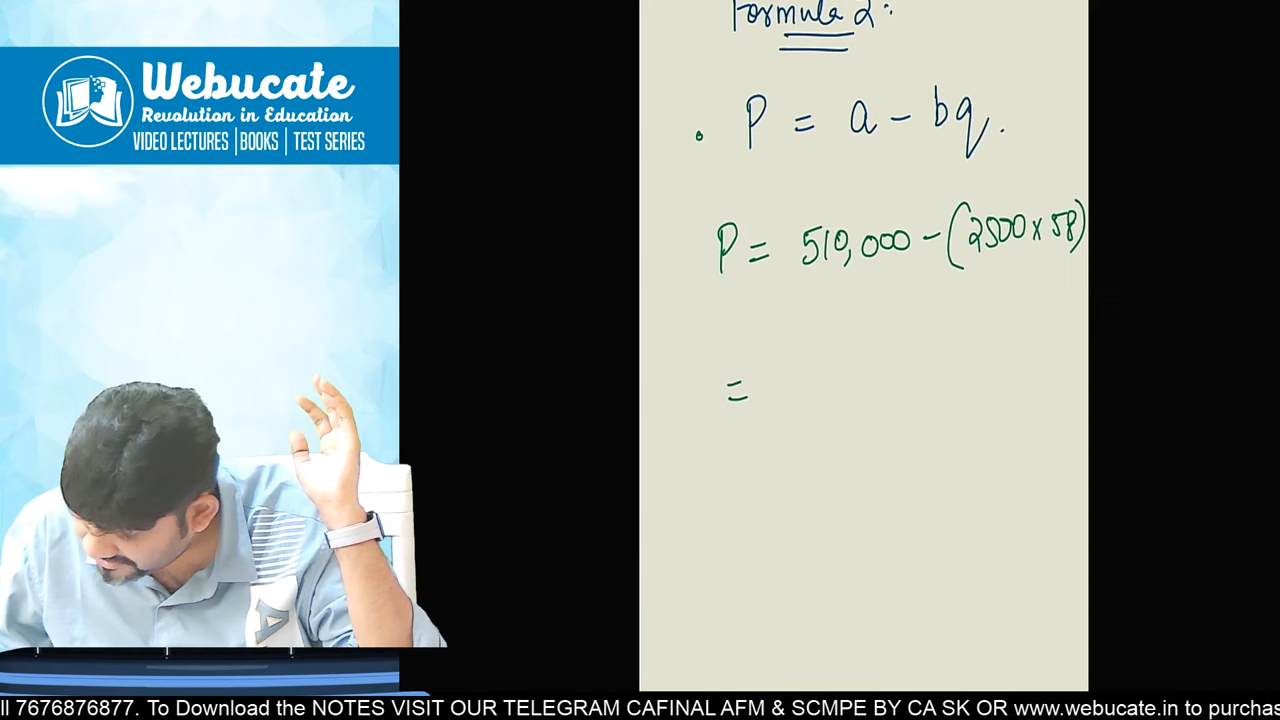 Formula 2:
Webucate
Revolution in Education
VIDEO LECTURES | BOOKS | TEST SERIES
P = a - bq.
P = 510,000 - (2500 x 58)
=
A
ll 7676876877. To Download the NOTES VISIT OUR TELEGRAM CAFINAL AFM & SCMPE BY CA SK OR www.webucate.in to purchas